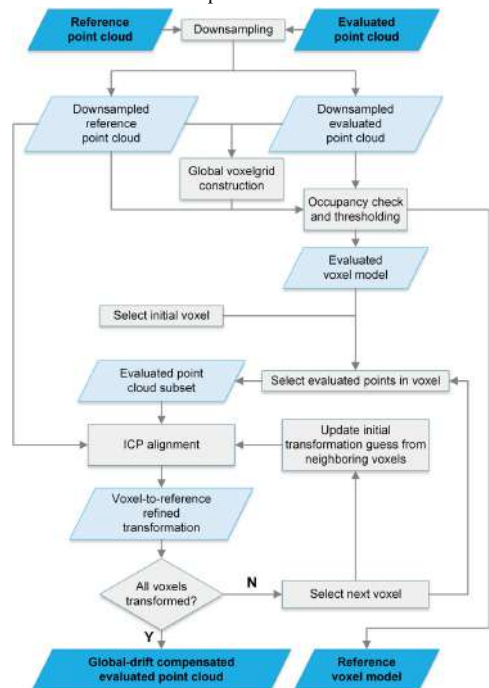 Reference
point cloud
Downsampling
Evaluated
point cloud
Downsampled
reference
point cloud
Downsampled
evaluated
point cloud
Global voxelgrid
construction
Occupancy check
and thresholding
Evaluated
voxel model
Select initial voxel
Evaluated point
cloud subset
Select evaluated points in voxel
ICP alignment
Update initial
transformation guess from
neighboring voxels
Voxel-to-reference
refined
transformation
All voxels
transformed?
N
Select next voxel
Y
Global-drift compensated
evaluated point cloud
Reference
voxel model